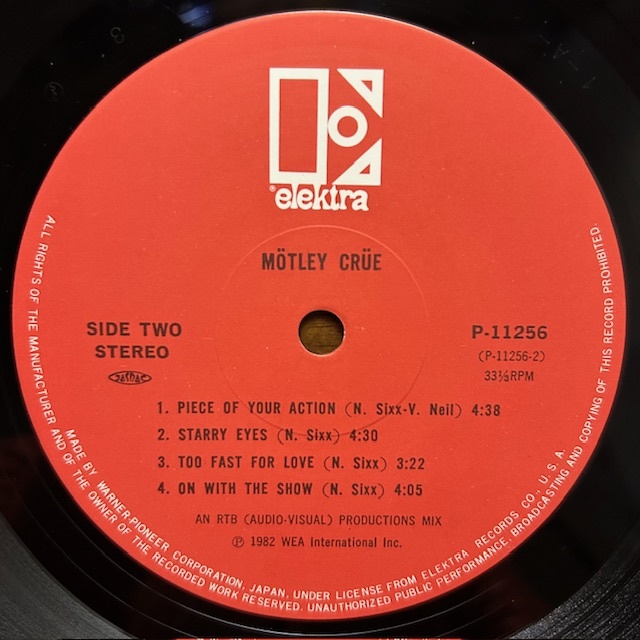 elektra
MÖTLEY CRÜE
SIDE TWO
STEREO
P-11256
(P-11256-2)
33⅓RPM
JASRAC
1. PIECE OF YOUR ACTION (N. Sixx-V. Neil) 4:38
2. STARRY EYES (N. Sixx) 4:30
3. TOO FAST FOR LOVE (N. Sixx) 3:22
4. ON WITH THE SHOW (N. Sixx) 4:05
AN RTB (AUDIO-VISUAL) PRODUCTIONS MIX
Ⓟ 1982 WEA International Inc.
ALL RIGHTS OF THE MANUFACTURER AND OF THE OWNER OF THE RECORDED WORK RESERVED. UNAUTHORIZED PUBLIC PERFORMANCE, BROADCASTING AND COPYING OF THIS RECORD PROHIBITED.
MADE BY WARNER-PIONEER CORPORATION, JAPAN, UNDER LICENSE FROM ELEKTRA RECORDS CO., U.S.A.